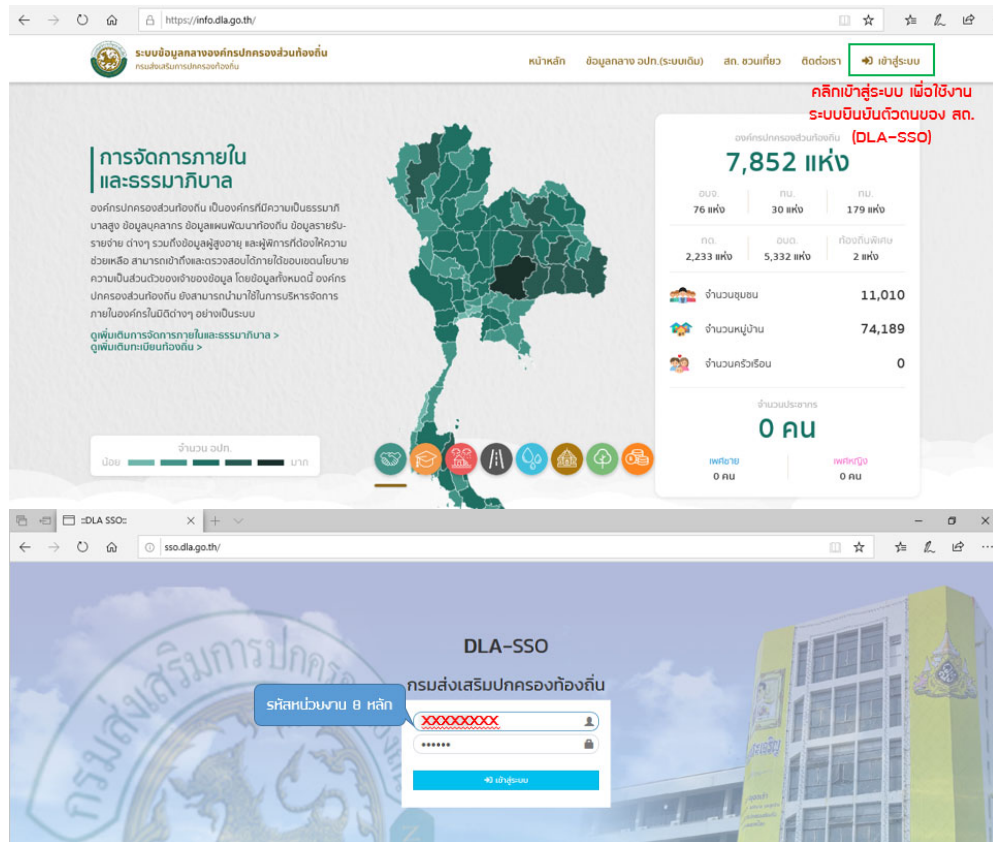 https://info.dla.go.th/
ระบบข้อมูลกลางองค์กรปกครองส่วนท้องถิ่น
กรมส่งเสริมการปกครองท้องถิ่น
หน้าหลัก ข้อมูลกลาง อปท.(ระบบเดิม) สถ. ชวนเที่ยว ติดต่อเรา เข้าสู่ระบบ
คลิกเข้าสู่ระบบ เพื่อใช้งาน
ระบบยืนยันตัวตนของ สถ.
(DLA-SSO)
การจัดการภายใน
และธรรมาภิบาล
องค์กรปกครองส่วนท้องถิ่น เป็นองค์กรที่มีความเป็นธรรมาภิ
บาลสูง ข้อมูลบุคลากร ข้อมูลแผนพัฒนาท้องถิ่น ข้อมูลรายรับ-
รายจ่าย ต่างๆ รวมถึงข้อมูลผู้สูงอายุ และผู้พิการที่ต้องให้ความ
ช่วยเหลือ สามารถเข้าถึงและตรวจสอบได้ภายใต้ขอบเขตนโยบาย
ความเป็นส่วนตัวของเจ้าของข้อมูล โดยข้อมูลทั้งหมดนี้ องค์กร
ปกครองส่วนท้องถิ่น ยังสามารถนำมาใช้ในการบริหารจัดการ
ภายในองค์กรในมิติต่างๆ อย่างเป็นระบบ
ดูเพิ่มเติมการจัดการภายในและธรรมาภิบาล >
ดูเพิ่มเติมทะเบียนท้องถิ่น >
จำนวน อปท.
น้อย มาก
องค์กรปกครองส่วนท้องถิ่น
7,852 แห่ง
อบจ. ทน. ทม.
76 แห่ง 30 แห่ง 179 แห่ง
ทต. อบต. ท้องถิ่นพิเศษ
2,233 แห่ง 5,332 แห่ง 2 แห่ง
จำนวนชุมชน 11,010
จำนวนหมู่บ้าน 74,189
จำนวนครัวเรือน 0
จำนวนประชากร
0 คน
เพศชาย เพศหญิง
0 คน 0 คน
::DLA SSO::
sso.dla.go.th/
กรมส่งเสริมการปกครอง
DLA-SSO
กรมส่งเสริมปกครองท้องถิ่น
รหัสหน่วยงาน 8 หลัก
XXXXXXXX
••••••
เข้าสู่ระบบ